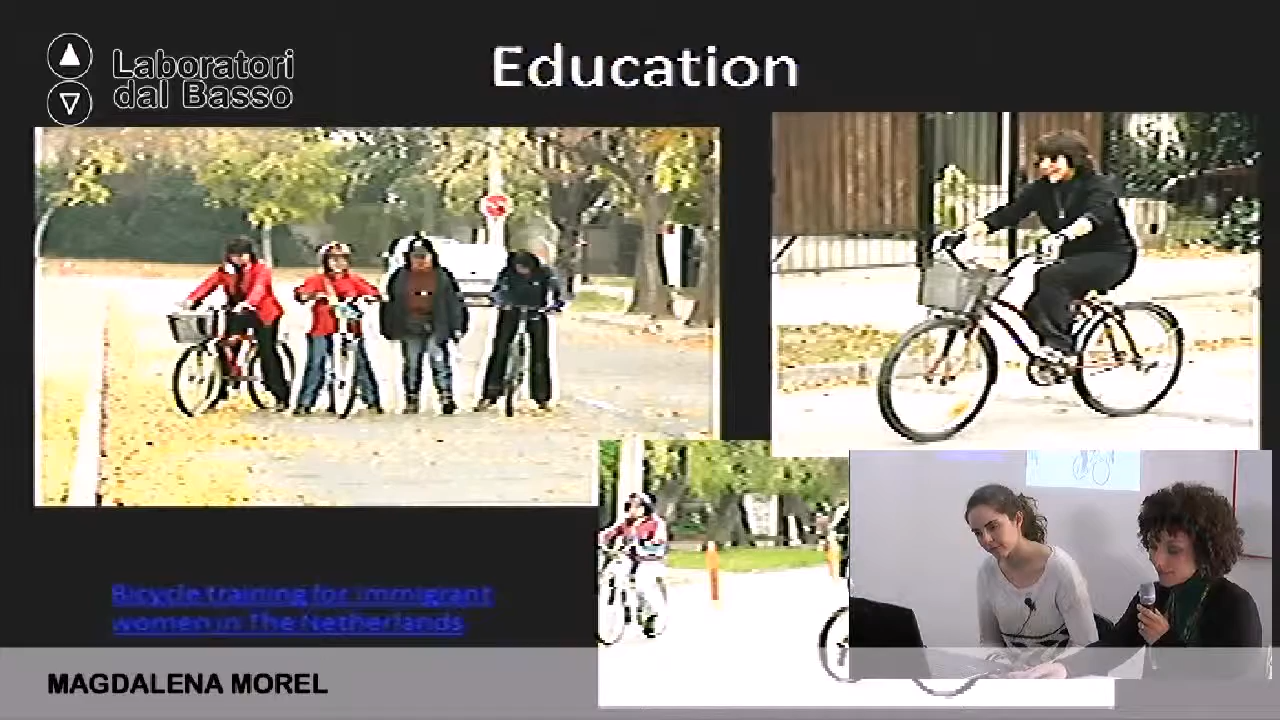 Laboratori
dal Basso
Education
Bicycle training for immigrant
women in The Netherlands
MAGDALENA MOREL